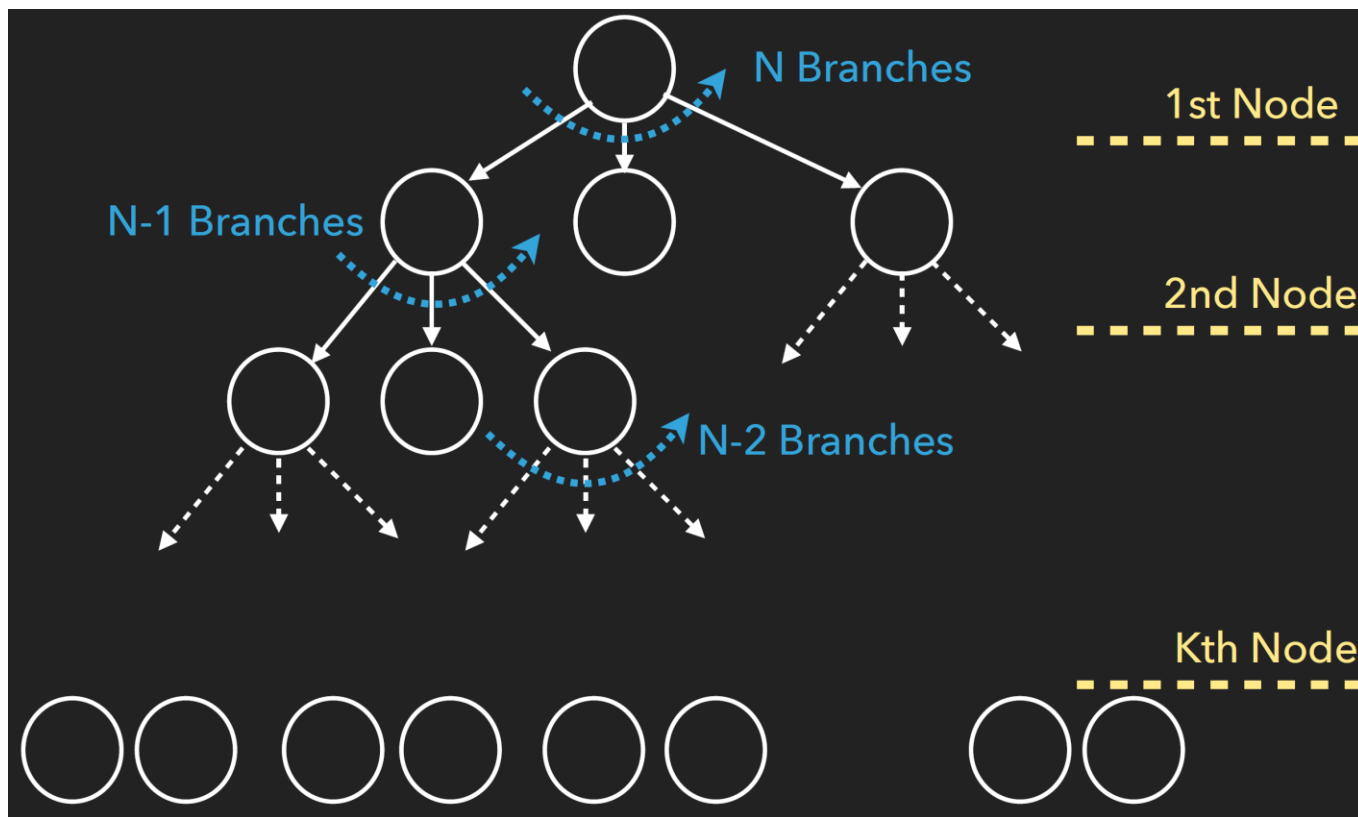 N Branches
1st Node
N-1 Branches
2nd Node
N-2 Branches
Kth Node